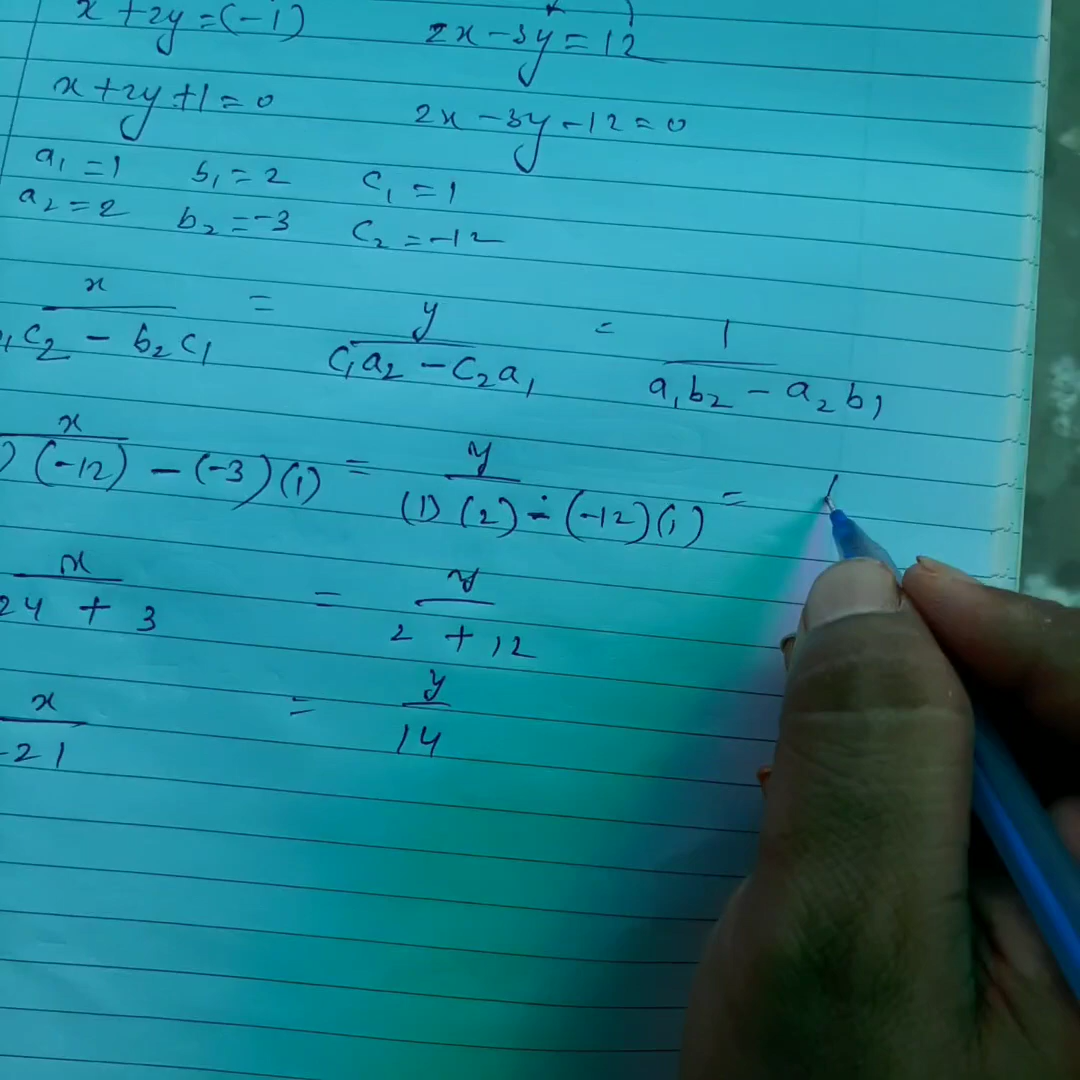 x + 2y = (-1) 2x - 3y = 12
x + 2y + 1 = 0 2x - 3y - 12 = 0
a₁ = 1 b₁ = 2 c₁ = 1
a₂ = 2 b₂ = -3 c₂ = -12
x = y = 1
₁c₂ - b₂c₁ c₁a₂ - c₂a₁ a₁b₂ - a₂b₁
x y
) (-12) - (-3)(1) = (1) (2) - (-12)(1) =
x = y
24 + 3 2 + 12
x = y
-21 14